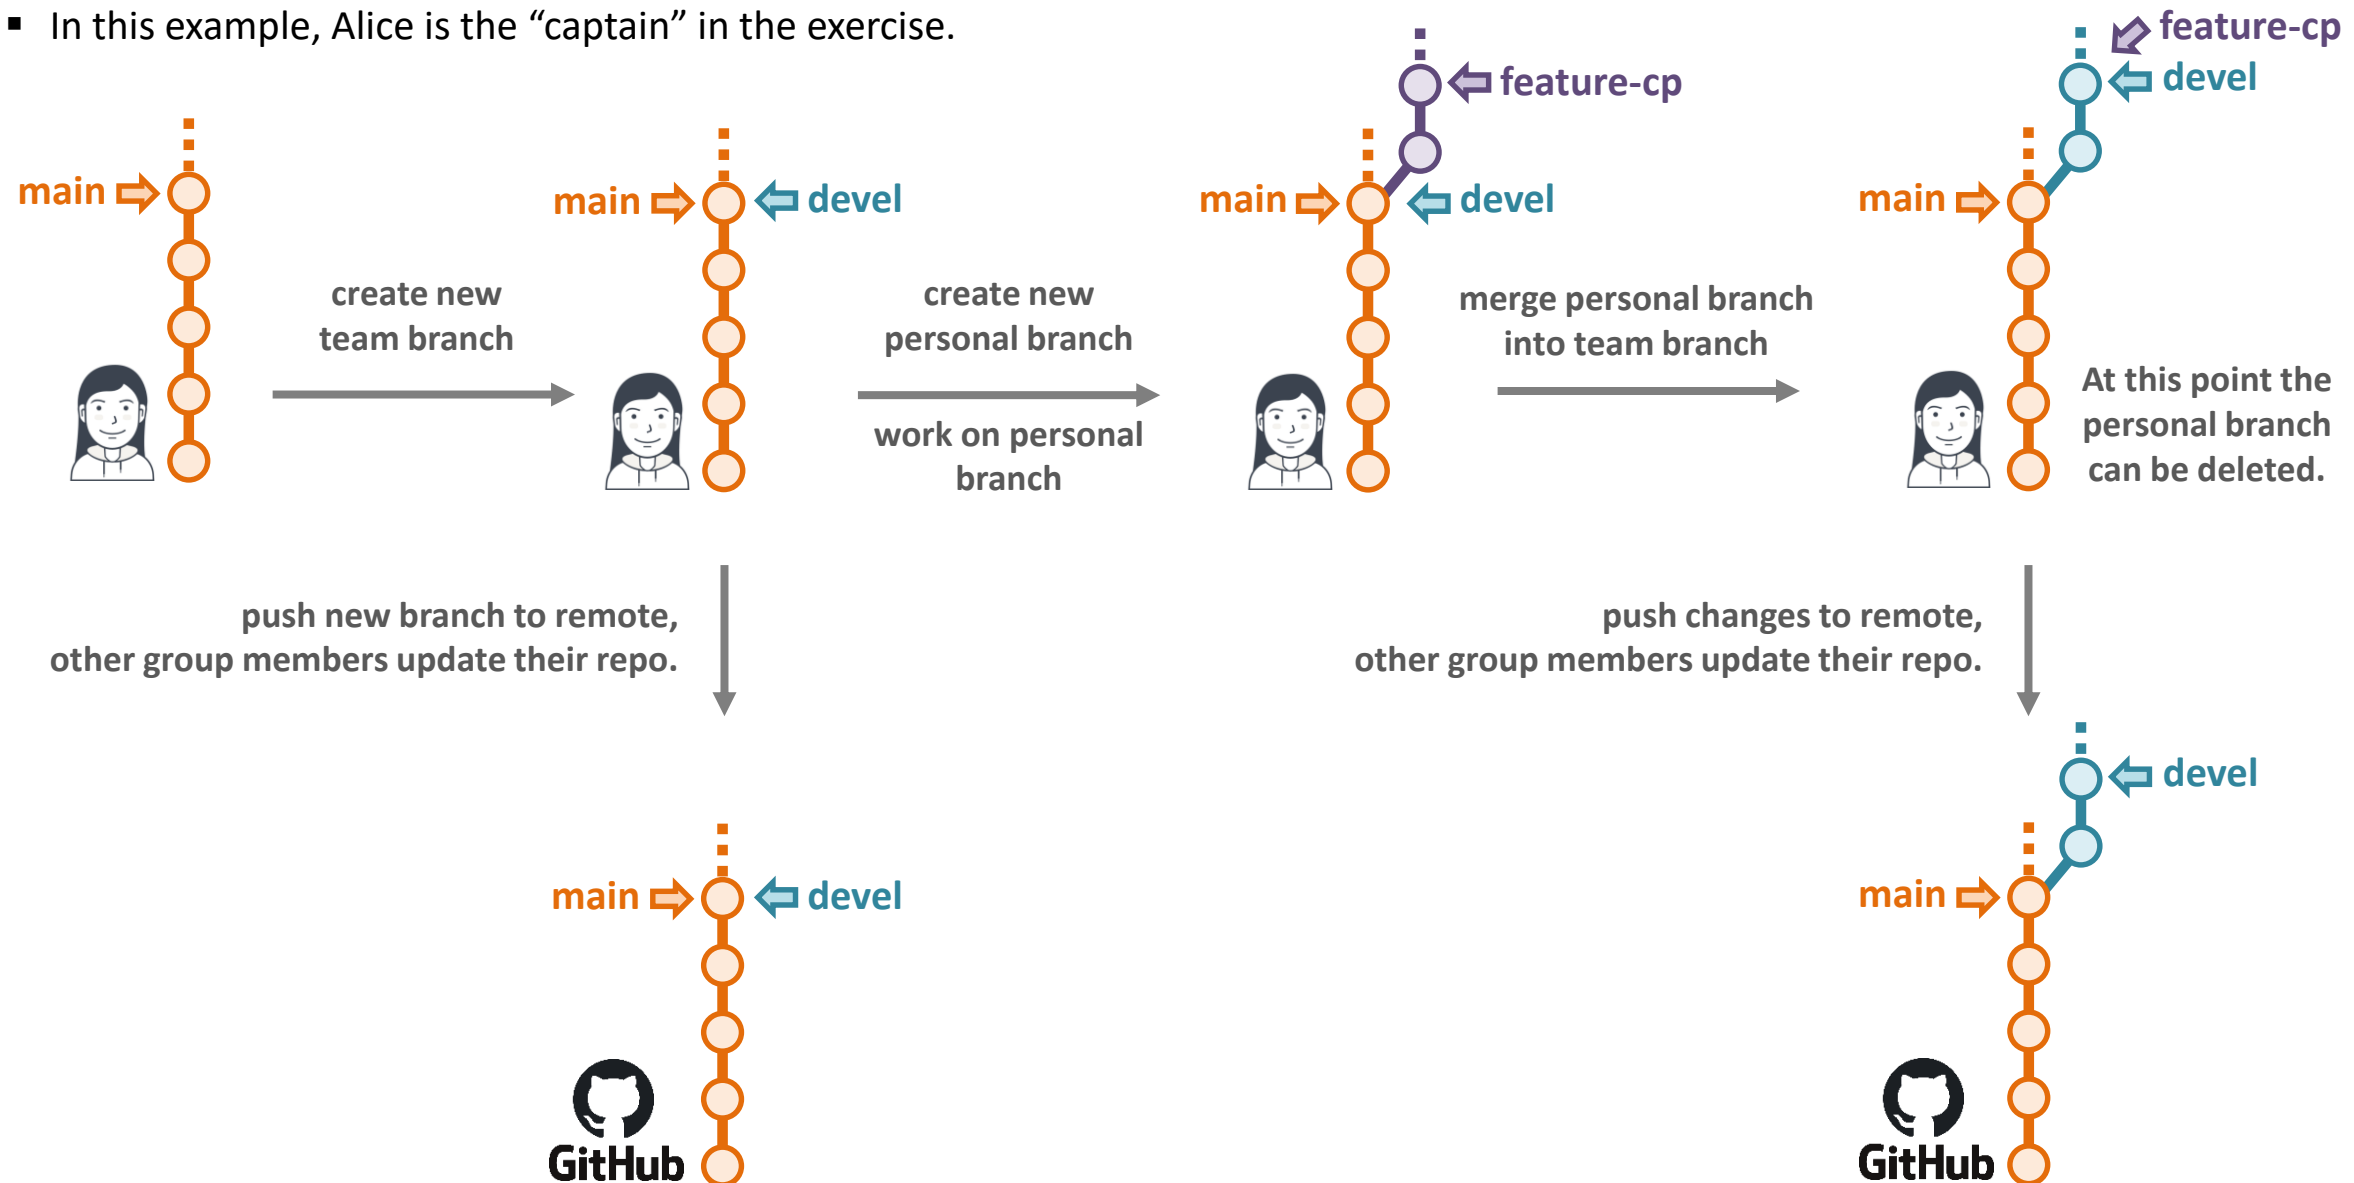 ▪ In this example, Alice is the “captain” in the exercise.
feature-cp
devel
feature-cp
main
main
devel
main
devel
main
create new
team branch
create new
personal branch
work on personal
branch
merge personal branch
into team branch
At this point the
personal branch
can be deleted.
push new branch to remote,
other group members update their repo.
push changes to remote,
other group members update their repo.
devel
main
devel
main
GitHub
GitHub